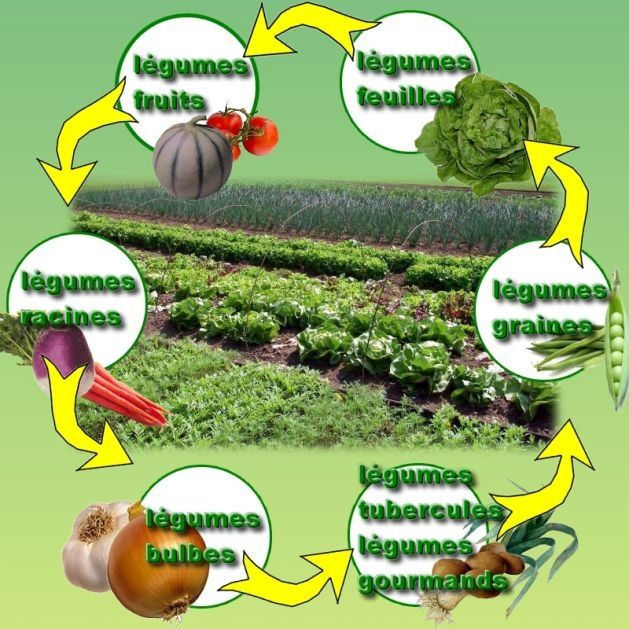 légumes
fruits
légumes
feuilles
légumes
racines
légumes
graines
légumes
bulbes
légumes
tubercules
légumes
gourmands